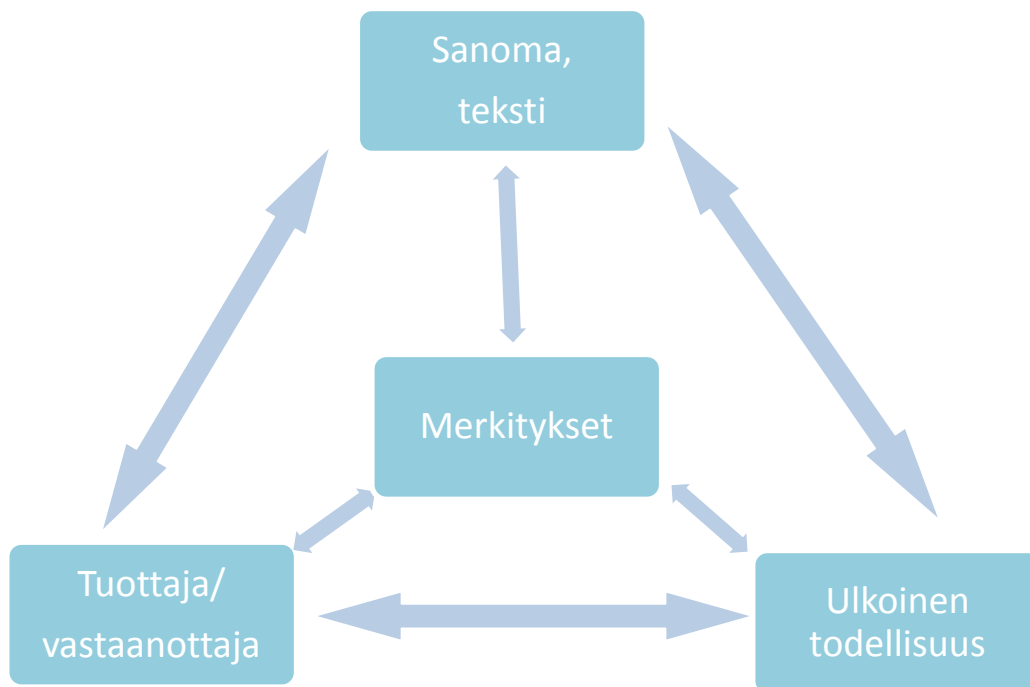 Sanoma,
teksti
Merkitykset
Tuottaja/
vastaanottaja
Ulkoinen
todellisuus